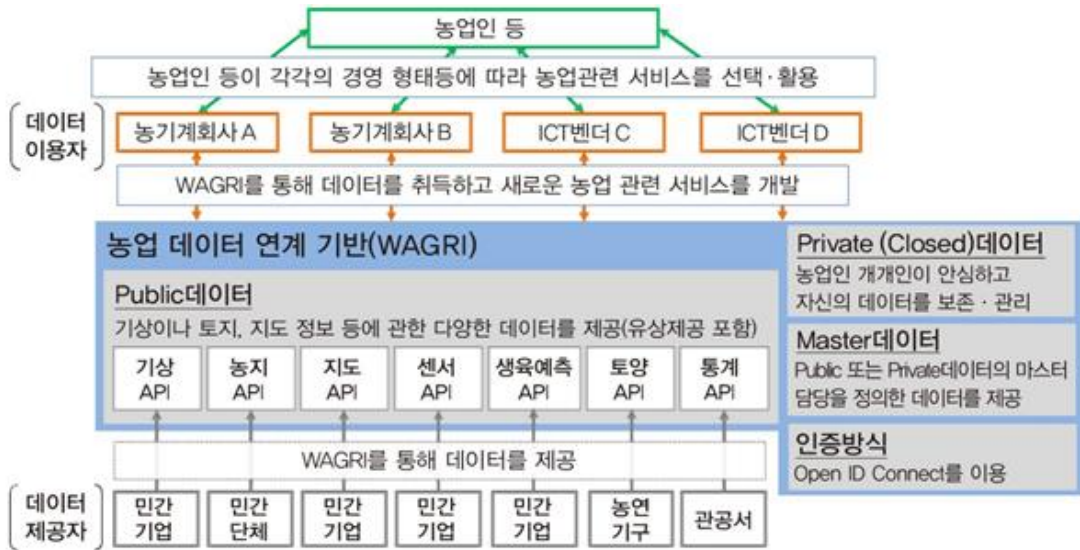 농업인 등
농업인 등이 각각의 경영 형태등에 따라 농업관련 서비스를 선택·활용
데이터
이용자
농기계회사 A
농기계회사 B
ICT벤더 C
ICT벤더 D
WAGRI를 통해 데이터를 취득하고 새로운 농업 관련 서비스를 개발
농업 데이터 연계 기반(WAGRI)
Public데이터
기상이나 토지, 지도 정보 등에 관한 다양한 데이터를 제공(유상제공 포함)
기상
API
농지
API
지도
API
센서
API
생육예측
API
토양
API
통계
API
Private (Closed)데이터
농업인 개개인이 안심하고
자신의 데이터를 보존·관리
Master데이터
Public 또는 Private데이터의 마스터
담당을 정의한 데이터를 제공
인증방식
Open ID Connect를 이용
WAGRI를 통해 데이터를 제공
데이터
제공자
민간
기업
민간
단체
민간
기업
민간
기업
민간
기업
농연
기구
관공서